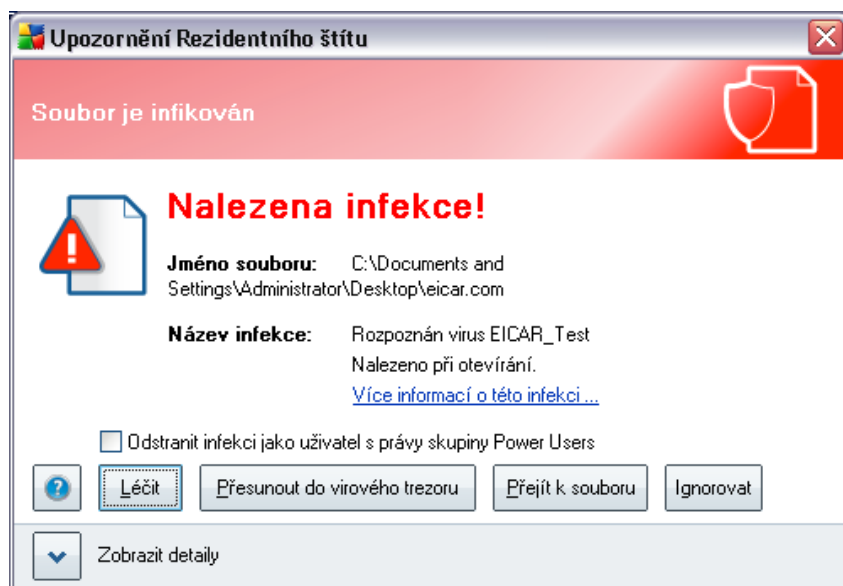 Upozornění Rezidentního štítu
Soubor je infikován
Nalezena infekce!
Jméno souboru: C:\Documents and
Settings\Administrator\Desktop\eicar.com
Název infekce: Rozpoznán virus EICAR_Test
Nalezeno při otevírání.
Více informací o této infekci ...
Odstranit infekci jako uživatel s právy skupiny Power Users
? Léčit Přesunout do virového trezoru Přejít k souboru Ignorovat
Zobrazit detaily